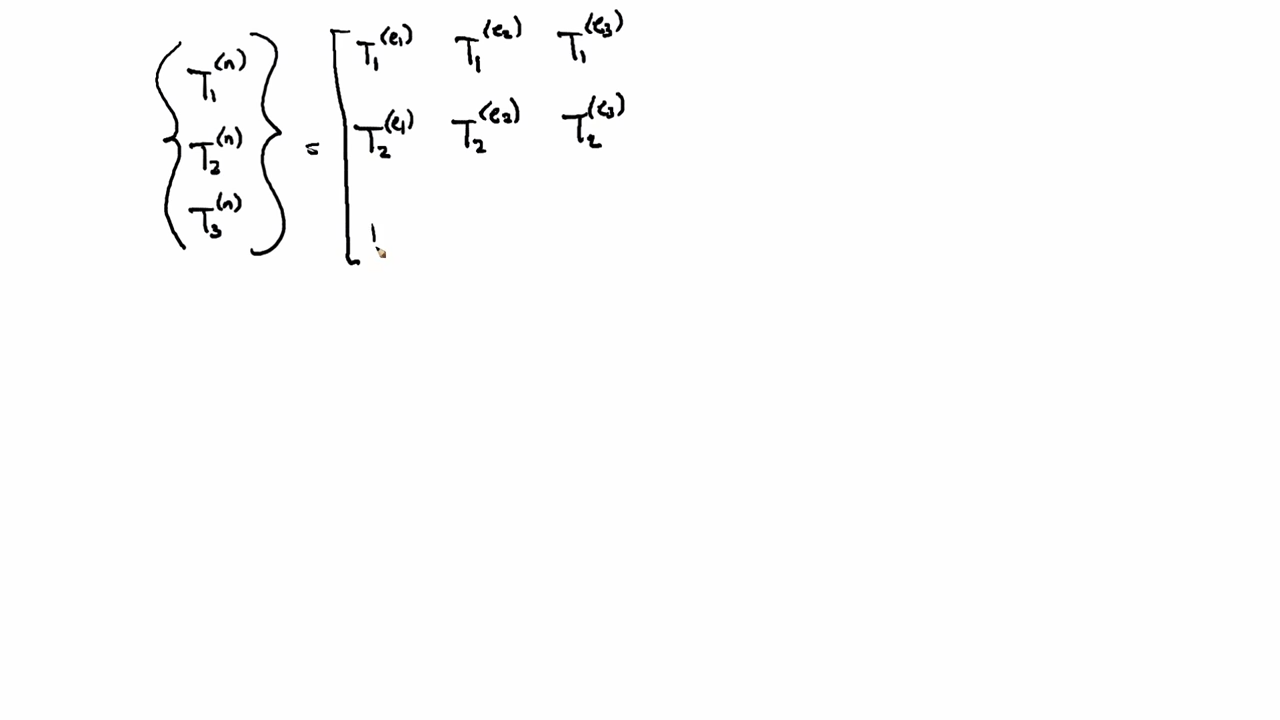 T₁⁽ⁿ⁾ T₁^(e₁) T₁^(e₂) T₁^(e₃)
T₂⁽ⁿ⁾ = T₂^(e₁) T₂^(e₂) T₂^(e₃)
T₃⁽ⁿ⁾